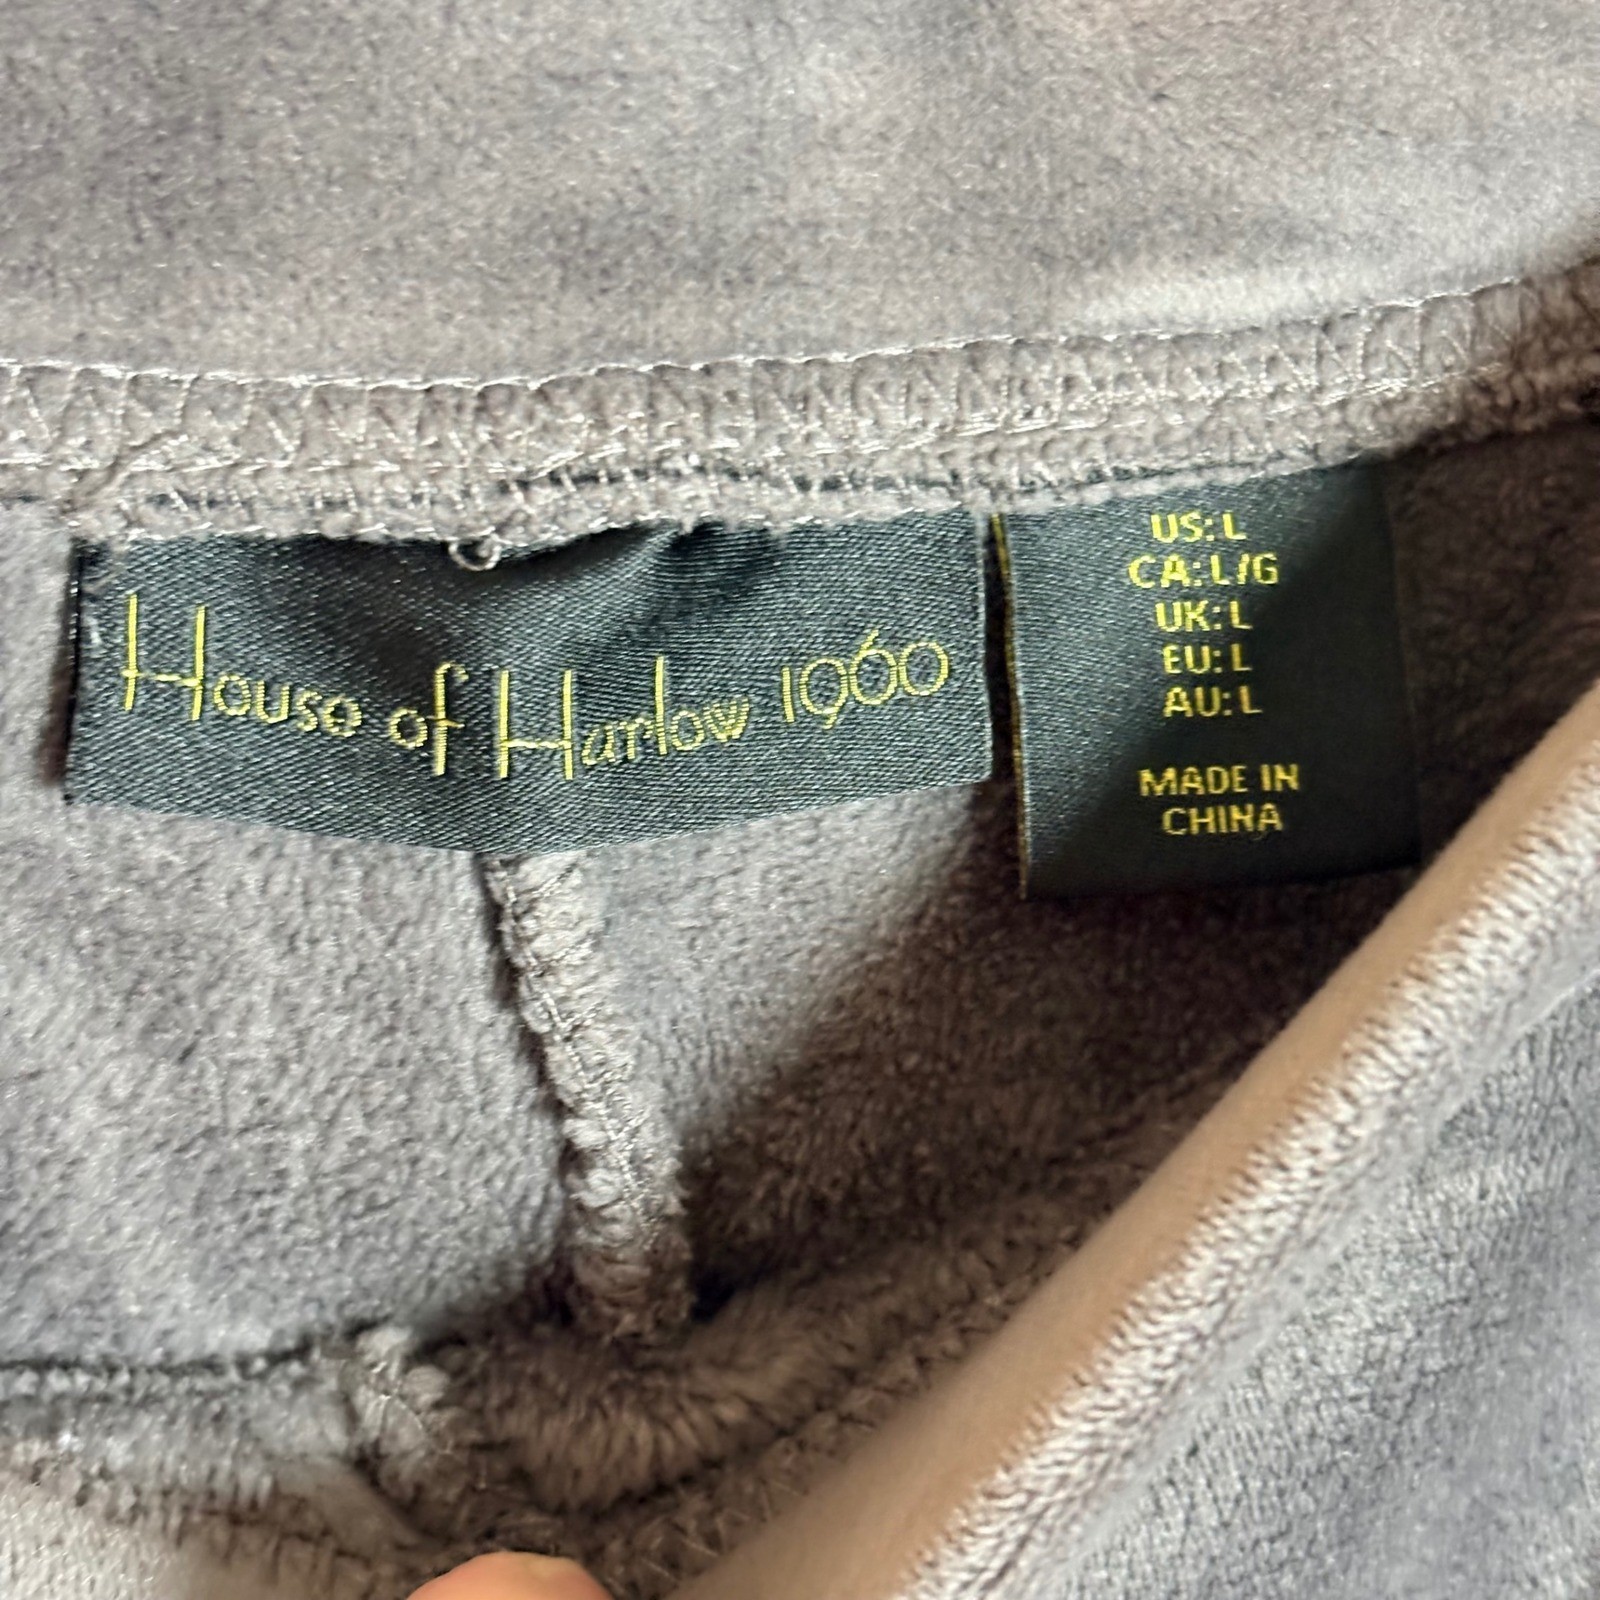 House of Harlow 1960
US: L
CA: L/G
UK: L
EU: L
AU: L
MADE IN
CHINA